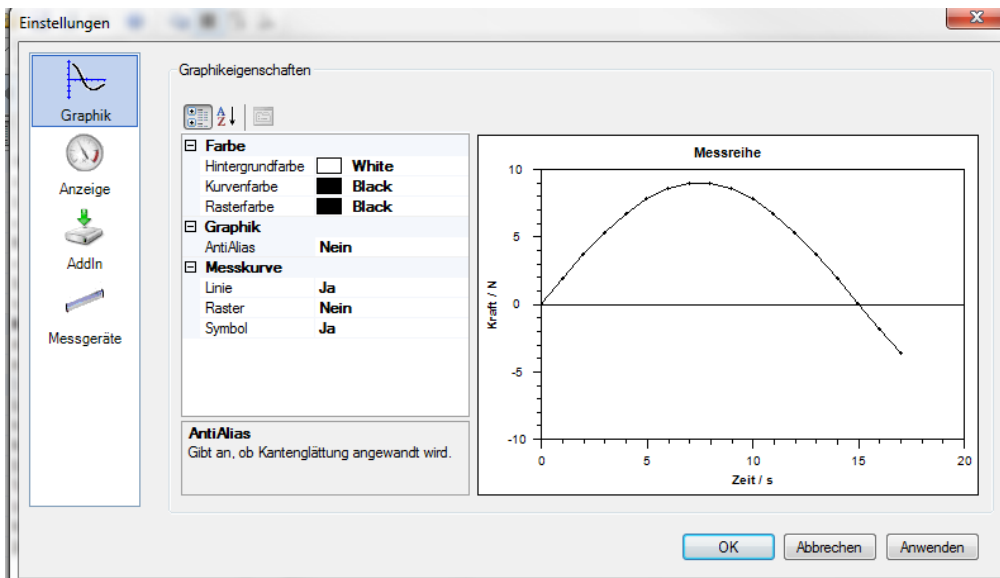 Einstellungen
Graphik
Anzeige
AddIn
Messgeräte
Graphikeigenschaften
A
Z
Farbe
Hintergrundfarbe White
Kurvenfarbe Black
Rasterfarbe Black
Graphik
AntiAlias Nein
Messkurve
Linie Ja
Raster Nein
Symbol Ja
AntiAlias
Gibt an, ob Kantenglättung angewandt wird.
Messreihe
Kraft / N
10
5
0
-5
-10
0 5 10 15 20
Zeit / s
OK Abbrechen Anwenden